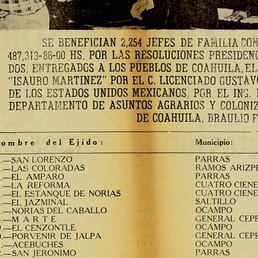 SE BENEFICIAN 2,254 JEFES DE FAMILIA CON
487,313-86-00 HS. POR LAS RESOLUCIONES PRESIDENC
DOS. ENTREGADOS A LOS PUEBLOS DE COAHUILA, EL
"ISAURO MARTINEZ" POR EL C. LICENCIADO GUSTAV
DE LOS ESTADOS UNIDOS MEXICANOS, POR EL ING.
DEPARTAMENTO DE ASUNTOS AGRARIOS Y COLONIZ
DE COAHUILA, BRAULIO F
ombre del Ejido: Municipio:
.—SAN LORENZO PARRAS
.—LAS COLORADAS RAMOS ARIZPE
.—EL AMPARO PARRAS
.—LA REFORMA CUATRO CIENE
.—EL ESTANQUE DE NORIAS CUATRO CIENE
.—EL JAZMINAL SALTILLO
.—NORIAS DEL CABALLO OCAMPO
.—M A R T E GENERAL CEPE
.—EL CENZONTLE OCAMPO
.—PORVENIR DE JALPA GENERAL CEPE
.—ACEBUCHES OCAMPO
.—SAN JERONIMO PARRAS